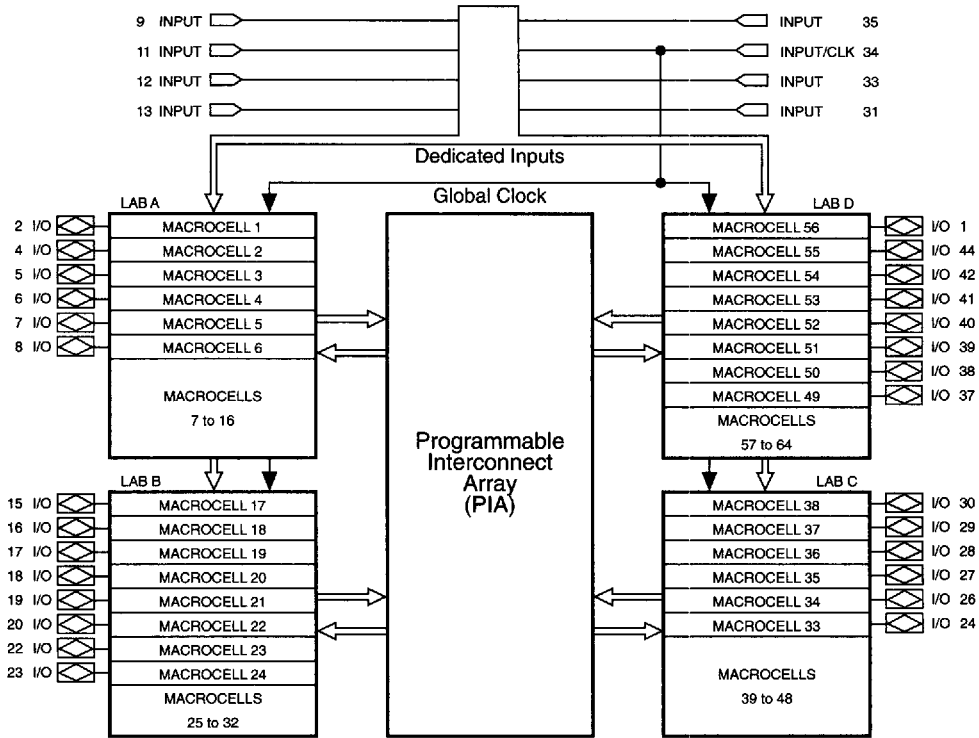 9 INPUT
11 INPUT
12 INPUT
13 INPUT
INPUT 35
INPUT/CLK 34
INPUT 33
INPUT 31
Dedicated Inputs
Global Clock
LAB A
2 I/O MACROCELL 1
4 I/O MACROCELL 2
5 I/O MACROCELL 3
6 I/O MACROCELL 4
7 I/O MACROCELL 5
8 I/O MACROCELL 6
MACROCELLS
7 to 16
LAB B
15 I/O MACROCELL 17
16 I/O MACROCELL 18
17 I/O MACROCELL 19
18 I/O MACROCELL 20
19 I/O MACROCELL 21
20 I/O MACROCELL 22
22 I/O MACROCELL 23
23 I/O MACROCELL 24
MACROCELLS
25 to 32
Programmable
Interconnect
Array
(PIA)
LAB D
MACROCELL 56 I/O 1
MACROCELL 55 I/O 44
MACROCELL 54 I/O 42
MACROCELL 53 I/O 41
MACROCELL 52 I/O 40
MACROCELL 51 I/O 39
MACROCELL 50 I/O 38
MACROCELL 49 I/O 37
MACROCELLS
57 to 64
LAB C
MACROCELL 38 I/O 30
MACROCELL 37 I/O 29
MACROCELL 36 I/O 28
MACROCELL 35 I/O 27
MACROCELL 34 I/O 26
MACROCELL 33 I/O 24
MACROCELLS
39 to 48